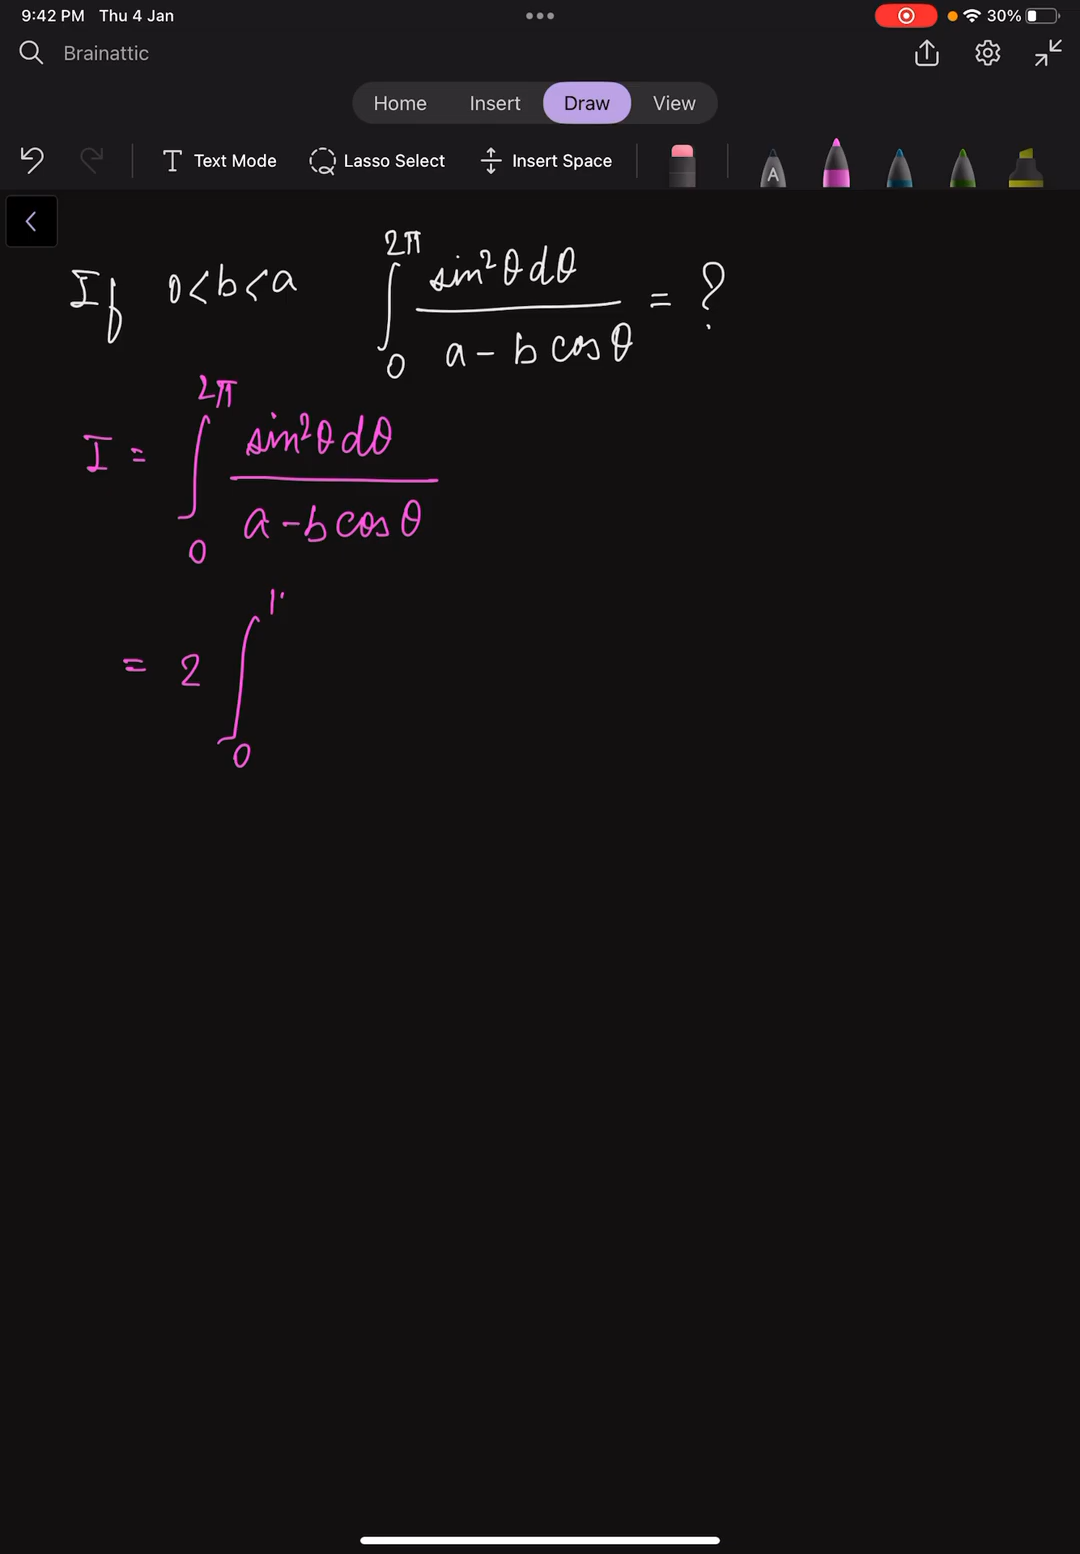 9:42 PM Thu 4 Jan 30%
Brainattic
Home Insert Draw View
Text Mode Lasso Select Insert Space A
If 0<b<a ∫₀^2π sin²θ dθ / (a − b cos θ) = ?
I = ∫₀^2π sin²θ dθ / (a − b cos θ)
= 2 ∫₀